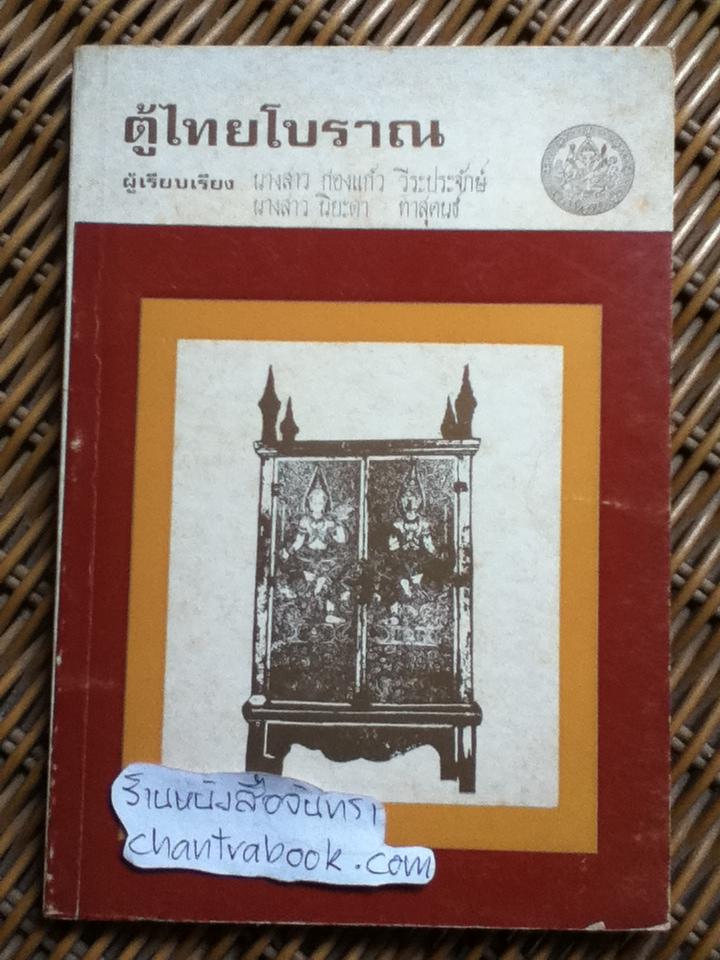 ตู้ไทยโบราณ
ผู้เรียบเรียง นางสาว ก่องแก้ว วีระประจักษ์
นางสาว นิยะดา ทาสุคนธ์
ร้านหนังสือจันทรา
chantrabook.com